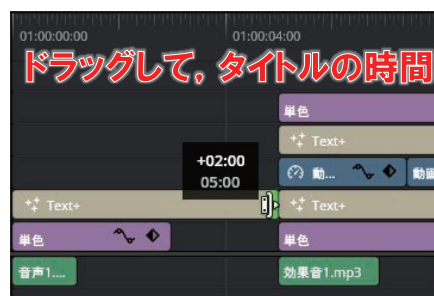 01:00:00:00
01:00:04:00
ドラッグして，タイトルの時間
単色
Text+
+02:00
05:00
動...
動画
Text+
Text+
単色
単色
音声1....
効果音1.mp3